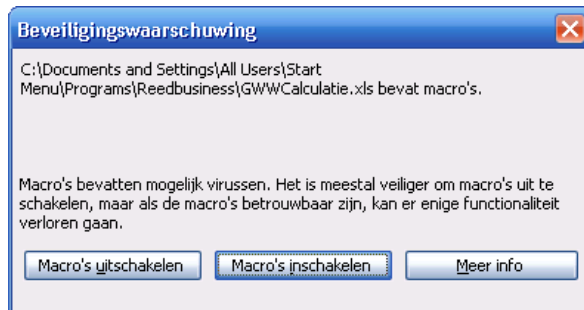 Beveiligingswaarschuwing
C:\Documents and Settings\All Users\Start
Menu\Programs\Reedbusiness\GWWCalculatie.xls bevat macro's.
Macro's bevatten mogelijk virussen. Het is meestal veiliger om macro's uit te
schakelen, maar als de macro's betrouwbaar zijn, kan er enige functionaliteit
verloren gaan.
Macro's uitschakelen Macro's inschakelen Meer info